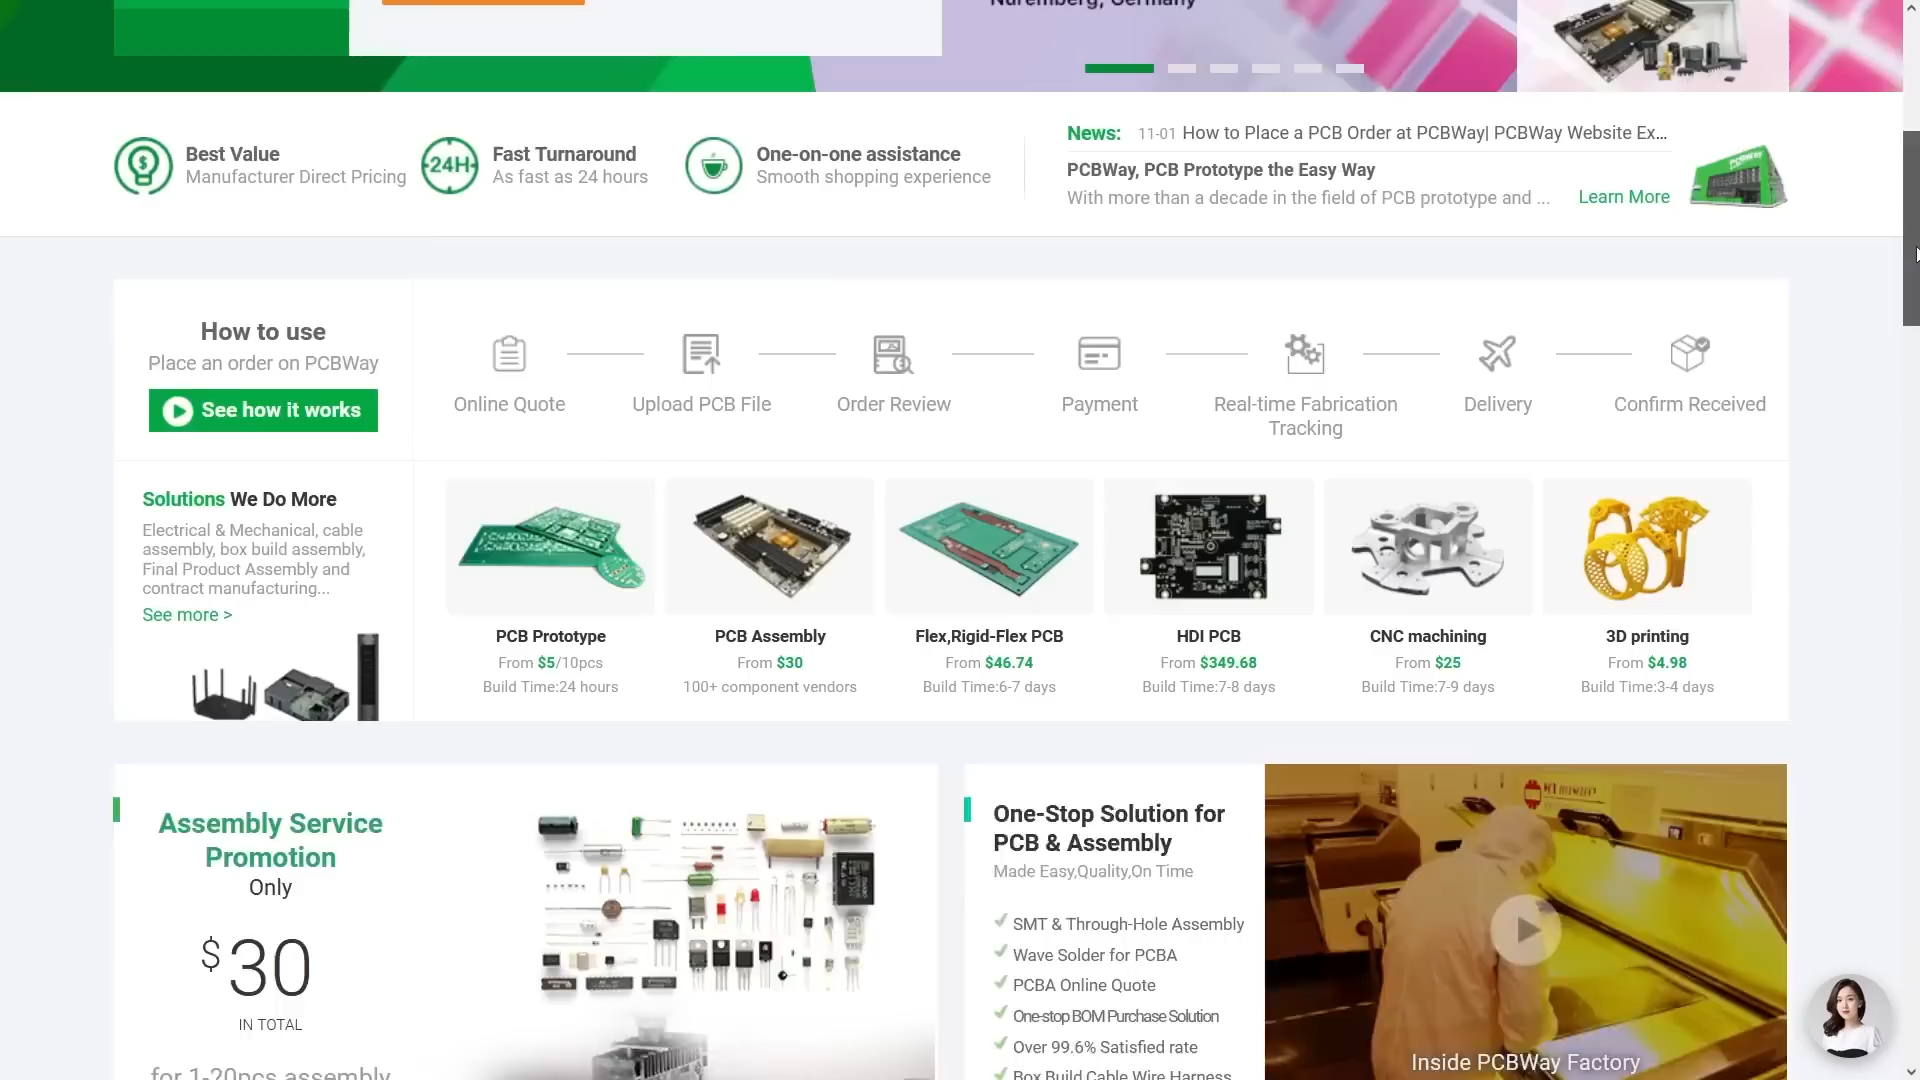 Nuremberg, Germany
Best Value
Manufacturer Direct Pricing
24H
Fast Turnaround
As fast as 24 hours
One-on-one assistance
Smooth shopping experience
News: 11-01 How to Place a PCB Order at PCBWay| PCBWay Website Ex...
PCBWay, PCB Prototype the Easy Way
With more than a decade in the field of PCB prototype and ... Learn More
PCBWay
How to use
Place an order on PCBWay
See how it works
Online Quote
Upload PCB File
Order Review
Payment
Real-time Fabrication
Tracking
Delivery
Confirm Received
Solutions We Do More
Electrical & Mechanical, cable
assembly, box build assembly,
Final Product Assembly and
contract manufacturing...
See more >
PCB Prototype
From $5/10pcs
Build Time:24 hours
PCB Assembly
From $30
100+ component vendors
Flex,Rigid-Flex PCB
From $46.74
Build Time:6-7 days
HDI PCB
From $349.68
Build Time:7-8 days
CNC machining
From $25
Build Time:7-9 days
3D printing
From $4.98
Build Time:3-4 days
Assembly Service
Promotion
Only
$30
IN TOTAL
for 1-20pcs assembly
One-Stop Solution for
PCB & Assembly
Made Easy,Quality,On Time
SMT & Through-Hole Assembly
Wave Solder for PCBA
PCBA Online Quote
One-stop BOM Purchase Solution
Over 99.6% Satisfied rate
Box Build,Cable Wire Harness
Inside PCBWay Factory